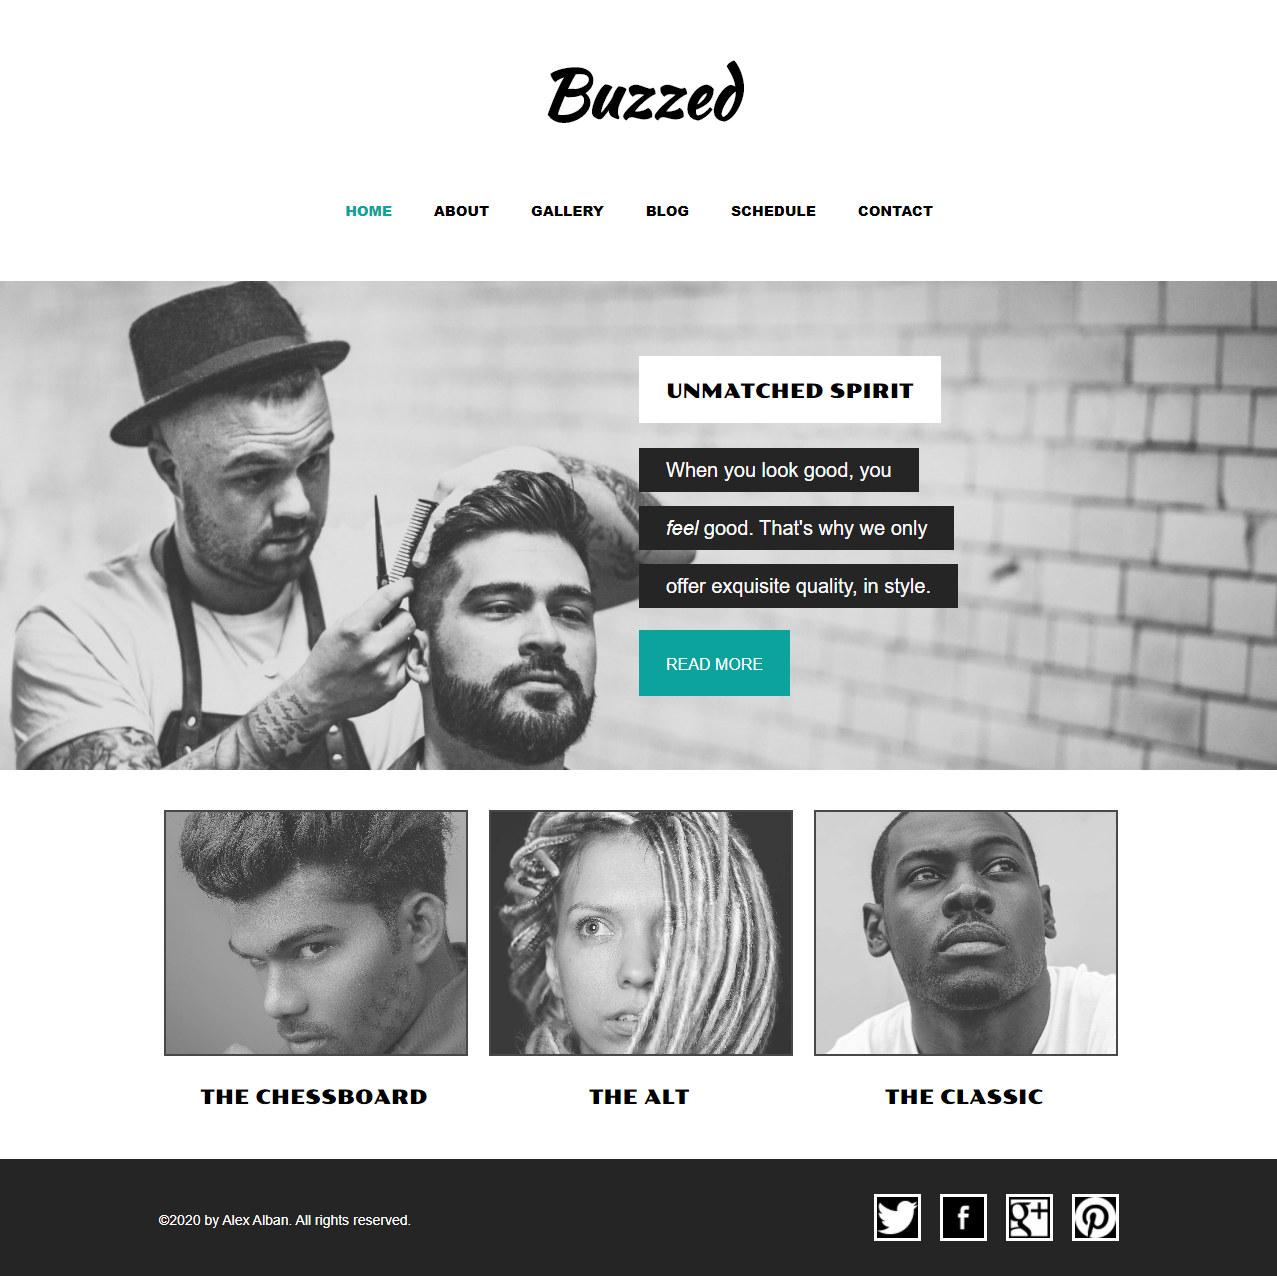 Buzzed
HOME ABOUT GALLERY BLOG SCHEDULE CONTACT
UNMATCHED SPIRIT
When you look good, you
feel good. That's why we only
offer exquisite quality, in style.
READ MORE
THE CHESSBOARD THE ALT THE CLASSIC
©2020 by Alex Alban. All rights reserved.